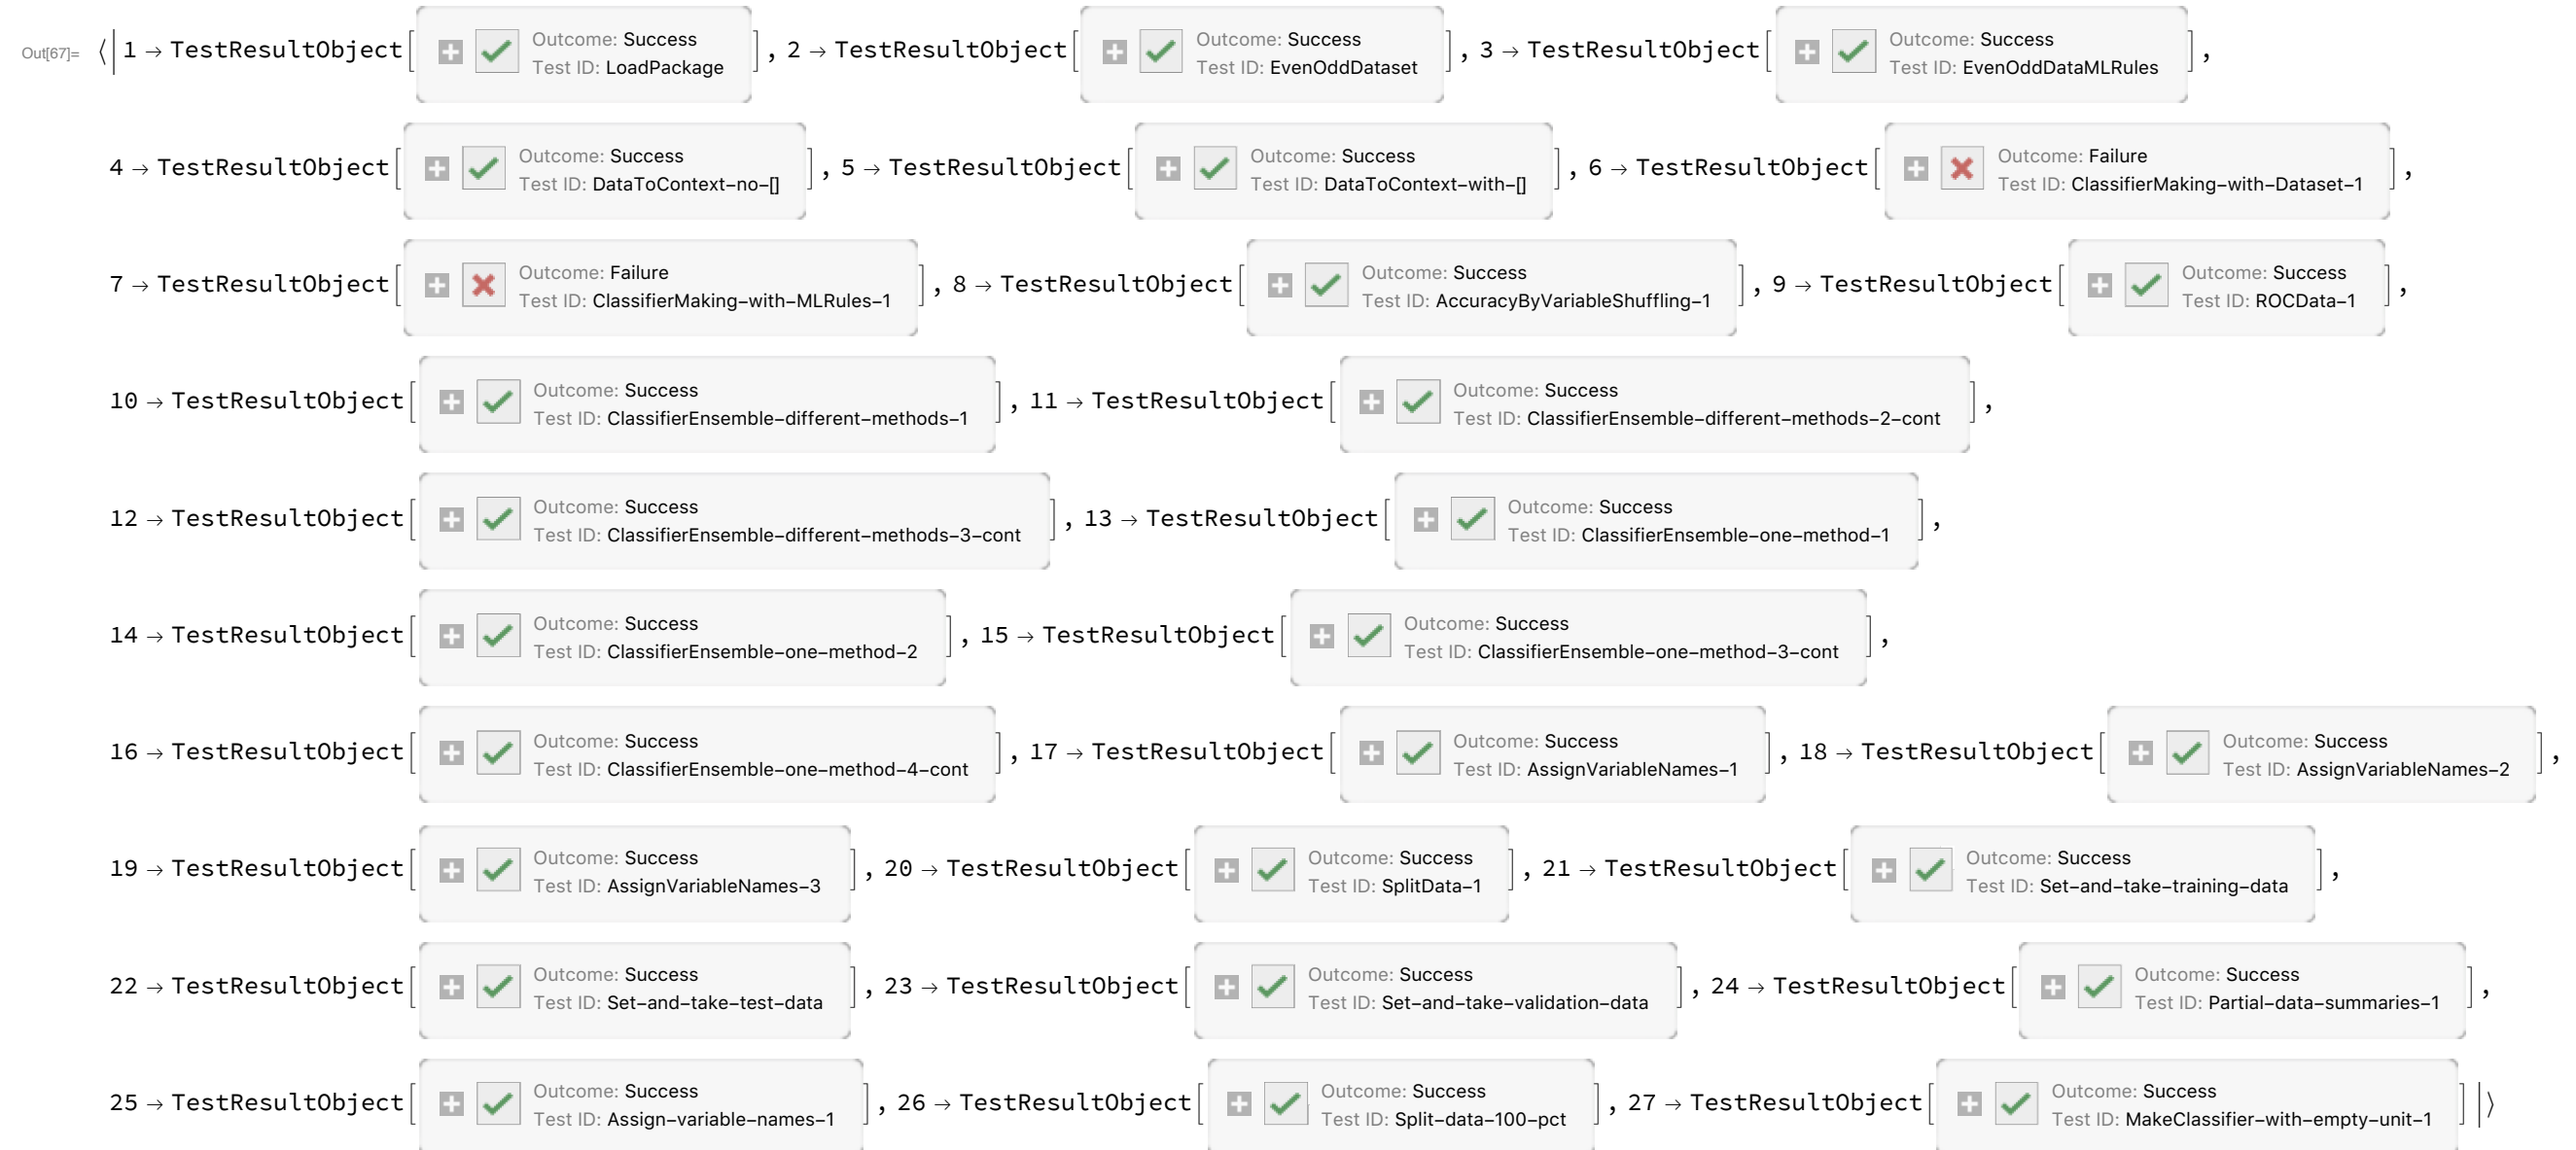 Out[67]= ⟨| 1 → TestResultObject[ Outcome: Success Test ID: LoadPackage ], 2 → TestResultObject[ Outcome: Success Test ID: EvenOddDataset ], 3 → TestResultObject[ Outcome: Success Test ID: EvenOddDataMLRules ],
4 → TestResultObject[ Outcome: Success Test ID: DataToContext-no-[] ], 5 → TestResultObject[ Outcome: Success Test ID: DataToContext-with-[] ], 6 → TestResultObject[ Outcome: Failure Test ID: ClassifierMaking-with-Dataset-1 ],
7 → TestResultObject[ Outcome: Failure Test ID: ClassifierMaking-with-MLRules-1 ], 8 → TestResultObject[ Outcome: Success Test ID: AccuracyByVariableShuffling-1 ], 9 → TestResultObject[ Outcome: Success Test ID: ROCData-1 ],
10 → TestResultObject[ Outcome: Success Test ID: ClassifierEnsemble-different-methods-1 ], 11 → TestResultObject[ Outcome: Success Test ID: ClassifierEnsemble-different-methods-2-cont ],
12 → TestResultObject[ Outcome: Success Test ID: ClassifierEnsemble-different-methods-3-cont ], 13 → TestResultObject[ Outcome: Success Test ID: ClassifierEnsemble-one-method-1 ],
14 → TestResultObject[ Outcome: Success Test ID: ClassifierEnsemble-one-method-2 ], 15 → TestResultObject[ Outcome: Success Test ID: ClassifierEnsemble-one-method-3-cont ],
16 → TestResultObject[ Outcome: Success Test ID: ClassifierEnsemble-one-method-4-cont ], 17 → TestResultObject[ Outcome: Success Test ID: AssignVariableNames-1 ], 18 → TestResultObject[ Outcome: Success Test ID: AssignVariableNames-2 ],
19 → TestResultObject[ Outcome: Success Test ID: AssignVariableNames-3 ], 20 → TestResultObject[ Outcome: Success Test ID: SplitData-1 ], 21 → TestResultObject[ Outcome: Success Test ID: Set-and-take-training-data ],
22 → TestResultObject[ Outcome: Success Test ID: Set-and-take-test-data ], 23 → TestResultObject[ Outcome: Success Test ID: Set-and-take-validation-data ], 24 → TestResultObject[ Outcome: Success Test ID: Partial-data-summaries-1 ],
25 → TestResultObject[ Outcome: Success Test ID: Assign-variable-names-1 ], 26 → TestResultObject[ Outcome: Success Test ID: Split-data-100-pct ], 27 → TestResultObject[ Outcome: Success Test ID: MakeClassifier-with-empty-unit-1 ] |⟩